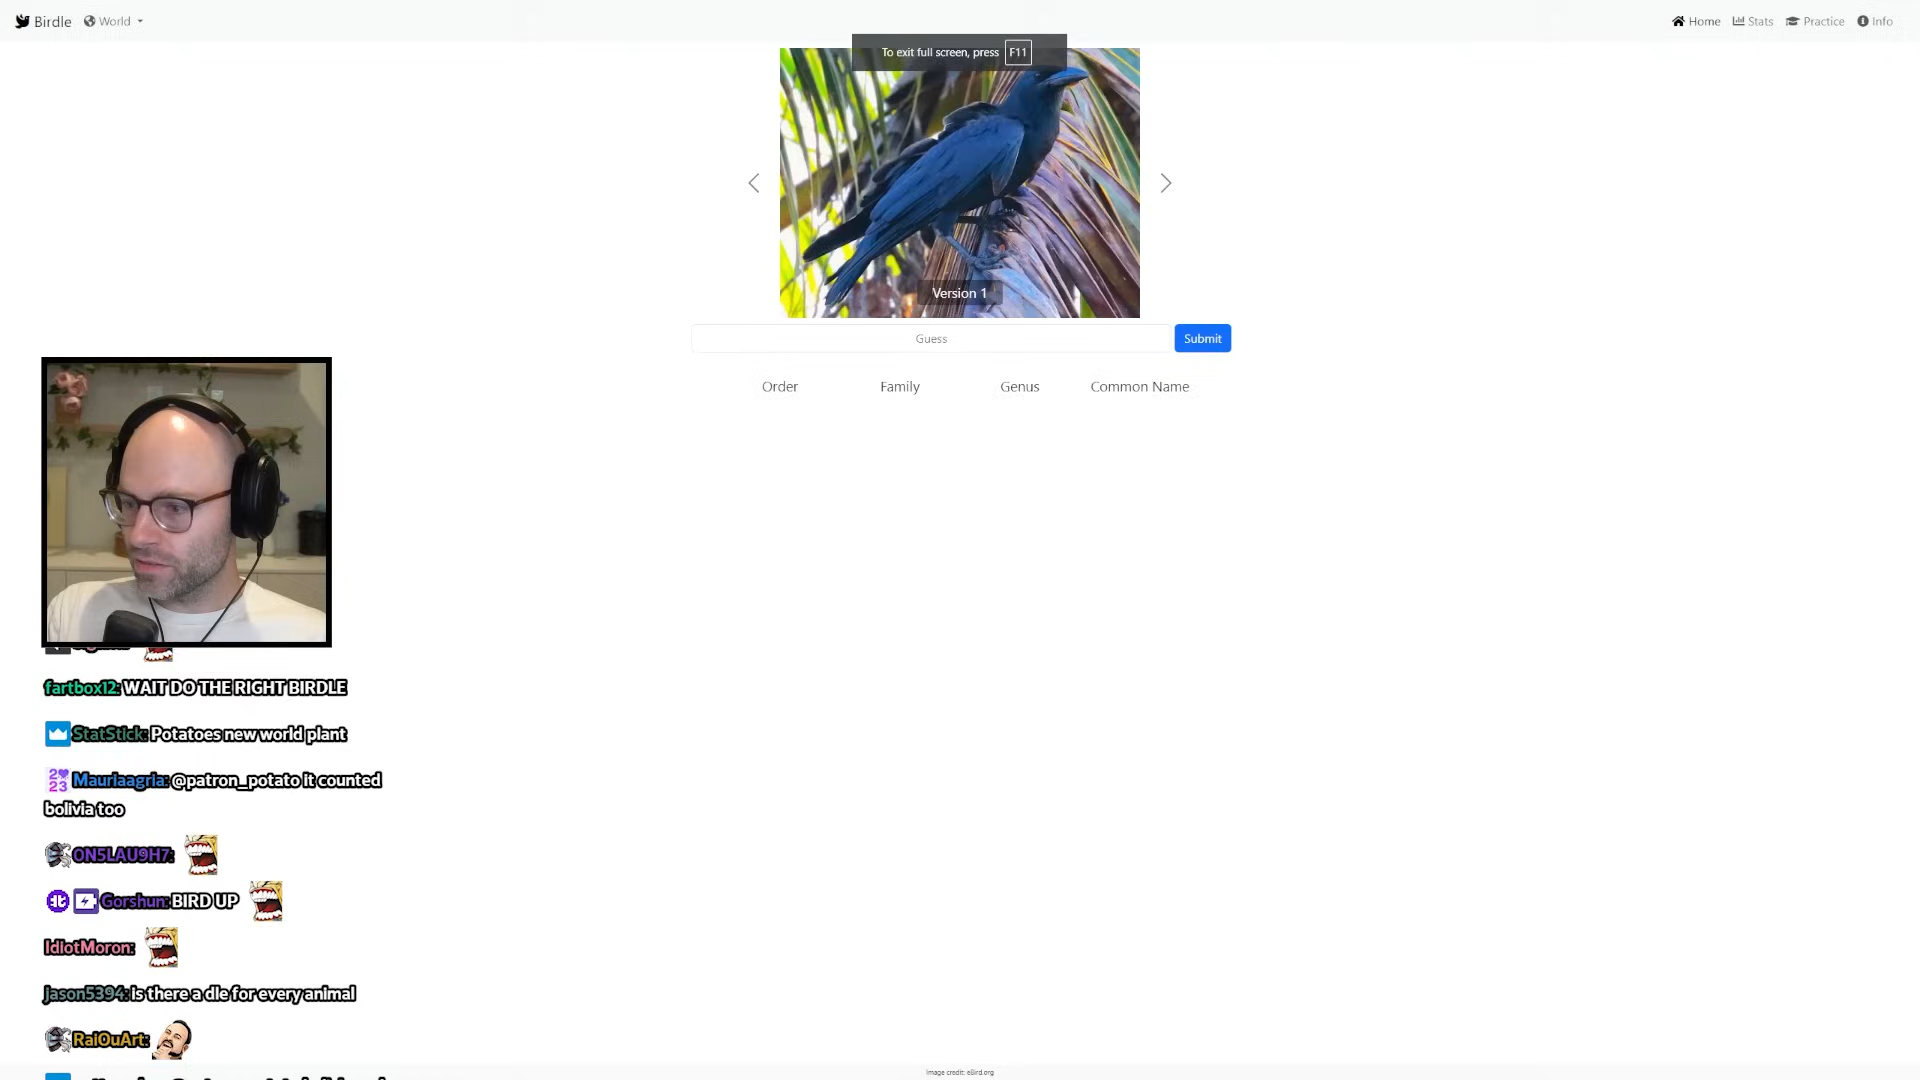 Birdle World Home Stats Practice Info
To exit full screen, press F11
Version 1
Guess Submit
Order Family Genus Common Name
fartbox12: WAIT DO THE RIGHT BIRDLE
StatStick: Potatoes new world plant
2023 Mauriaagria: @patron_potato it counted
bolivia too
ON5LAU9H7:
Gorshun: BIRD UP
IdiotMoron:
jason5394: is there a dle for every animal
RaiOuArt:
Image credit: eBird.org